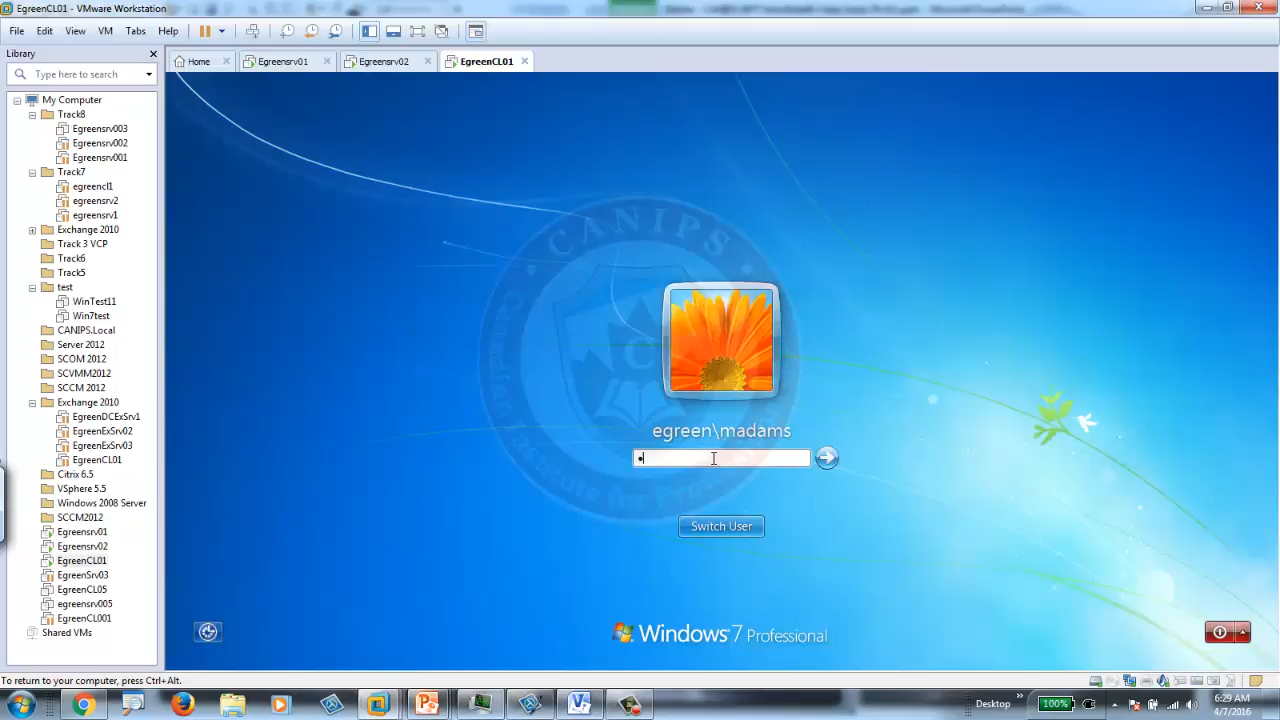 EgreenCL01 - VMware Workstation
File Edit View VM Tabs Help
Library
Home Egreensrv01 Egreensrv02 EgreenCL01
Type here to search
My Computer
Track8
Egreensrv003
Egreensrv002
Egreensrv001
Track7
egreencl1
egreensrv2
egreensrv1
Exchange 2010
Track 3 VCP
Track6
Track5
test
WinTest11
Win7test
CANIPS.Local
Server 2012
SCOM 2012
SCVMM2012
SCCM 2012
Exchange 2010
EgreenDCExSrv1
EgreenExSrv02
EgreenExSrv03
EgreenCL01
Citrix 6.5
VSphere 5.5
Windows 2008 Server
SCCM2012
Egreensrv01
Egreensrv02
EgreenCL01
EgreenSrv03
EgreenCL05
egreensrv005
EgreenCL001
Shared VMs
CANIPS
C
egreen\madams
Switch User
Windows 7 Professional
To return to your computer, press Ctrl+Alt.
Desktop
100%
6:29 AM
4/7/2016